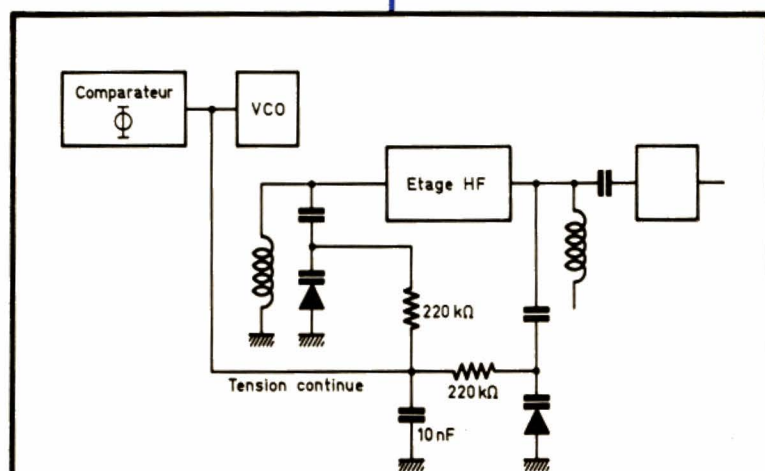 Comparateur
Φ
VCO
Etage HF
220 kΩ
Tension continue
220 kΩ
10 nF